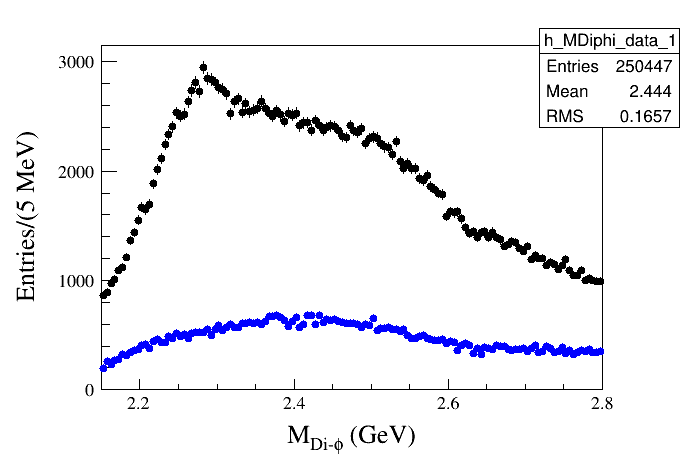 h_MDiphi_data_1
Entries 250447
Mean 2.444
RMS 0.1657
Entries/(5 MeV)
3000
2000
1000
0
2.2 2.4 2.6 2.8
M_Di-ϕ (GeV)